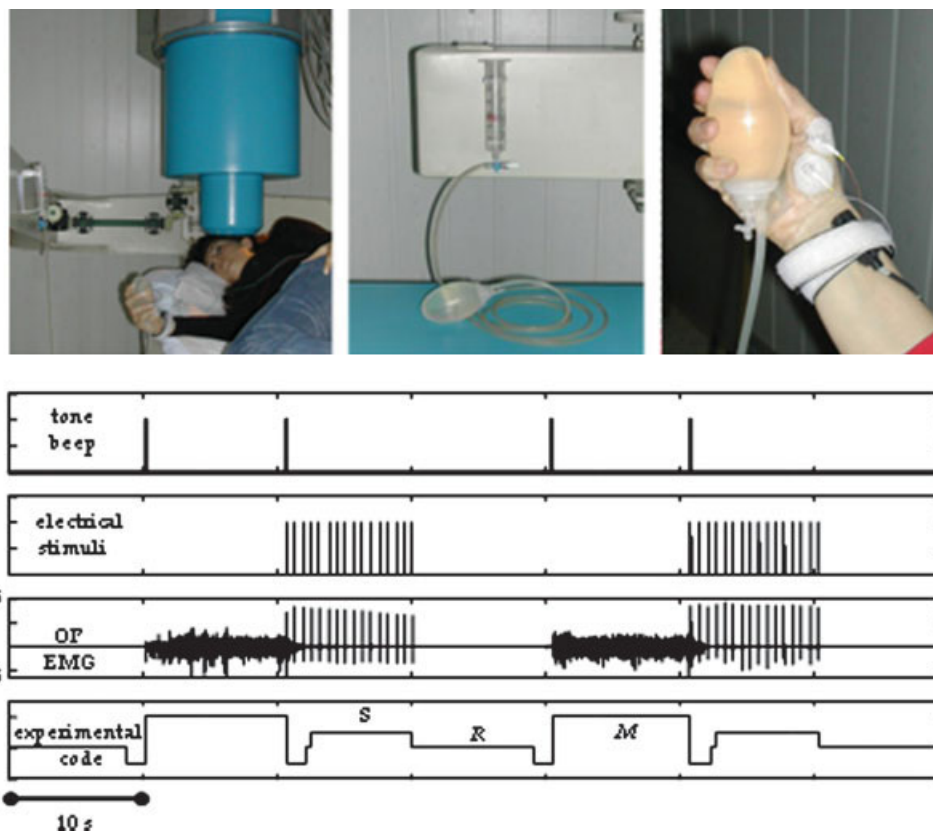 tone
beep
electrical
stimuli
OP
EMG
S
experimental
R
M
code
10 s